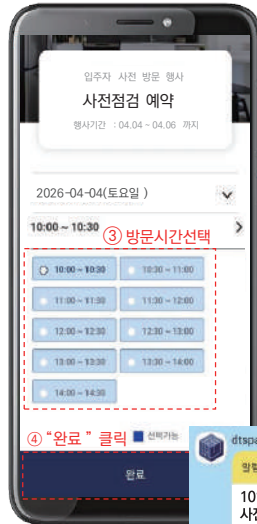 입주자 사전 방문 행사
사전점검 예약
행사기간 : 04.04 ~ 04.06 까지
2026-04-04(토요일 )
10:00 ~ 10:30
③ 방문시간선택
10:00 ~ 10:30
10:30 ~ 11:00
11:00 ~ 11:30
11:30 ~ 12:00
12:00 ~ 12:30
12:30 ~ 13:00
13:00 ~ 13:30
13:30 ~ 14:00
14:00 ~ 14:30
④ “완료 ” 클릭
선택가능
완료
dtspa
알림
10
사전